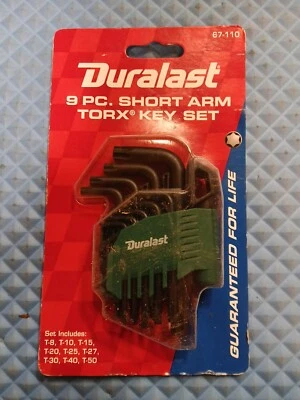 67-110
Duralast
9 PC. SHORT ARM
TORX® KEY SET
GUARANTEED FOR LIFE
Duralast
Set Includes:
T-8, T-10, T-15,
T-20, T-25, T-27,
T-30, T-40, T-50